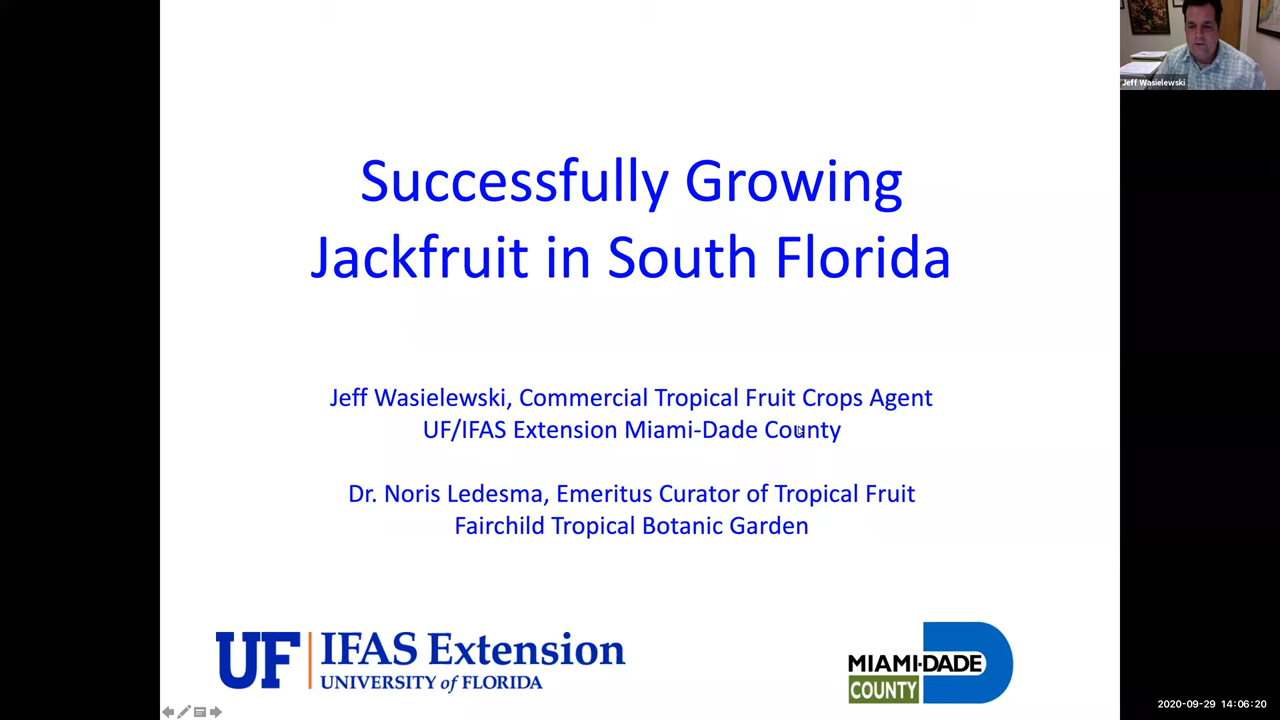 Jeff Wasielewski
Successfully Growing
Jackfruit in South Florida
Jeff Wasielewski, Commercial Tropical Fruit Crops Agent
UF/IFAS Extension Miami-Dade County
Dr. Noris Ledesma, Emeritus Curator of Tropical Fruit
Fairchild Tropical Botanic Garden
UF IFAS Extension
UNIVERSITY of FLORIDA
MIAMI-DADE
COUNTY
2020-09-29 14:06:20